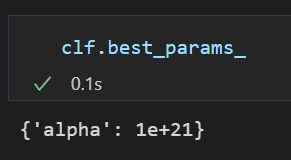 clf.best_params_
0.1s
{'alpha': 1e+21}